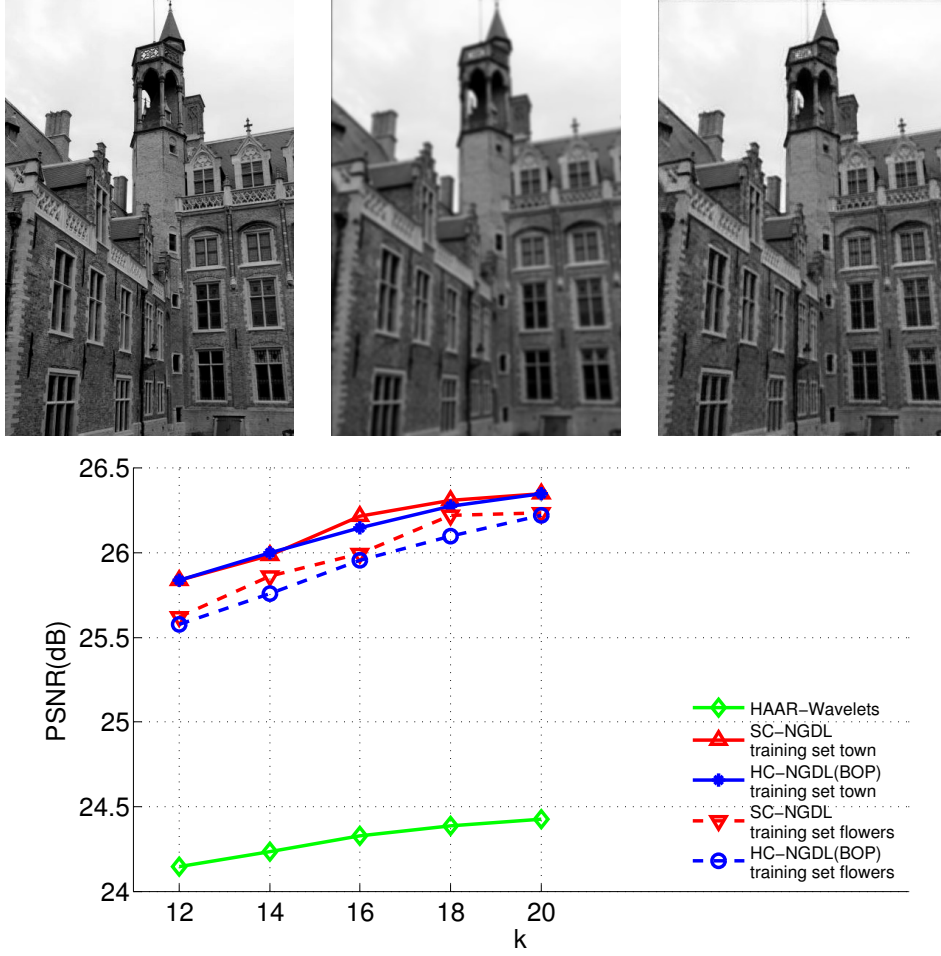 26.5
26
25.5
25
24.5
24
PSNR(dB)
12 14 16 18 20
k
HAAR−Wavelets
SC−NGDL
training set town
HC−NGDL(BOP)
training set town
SC−NGDL
training set flowers
HC−NGDL(BOP)
training set flowers